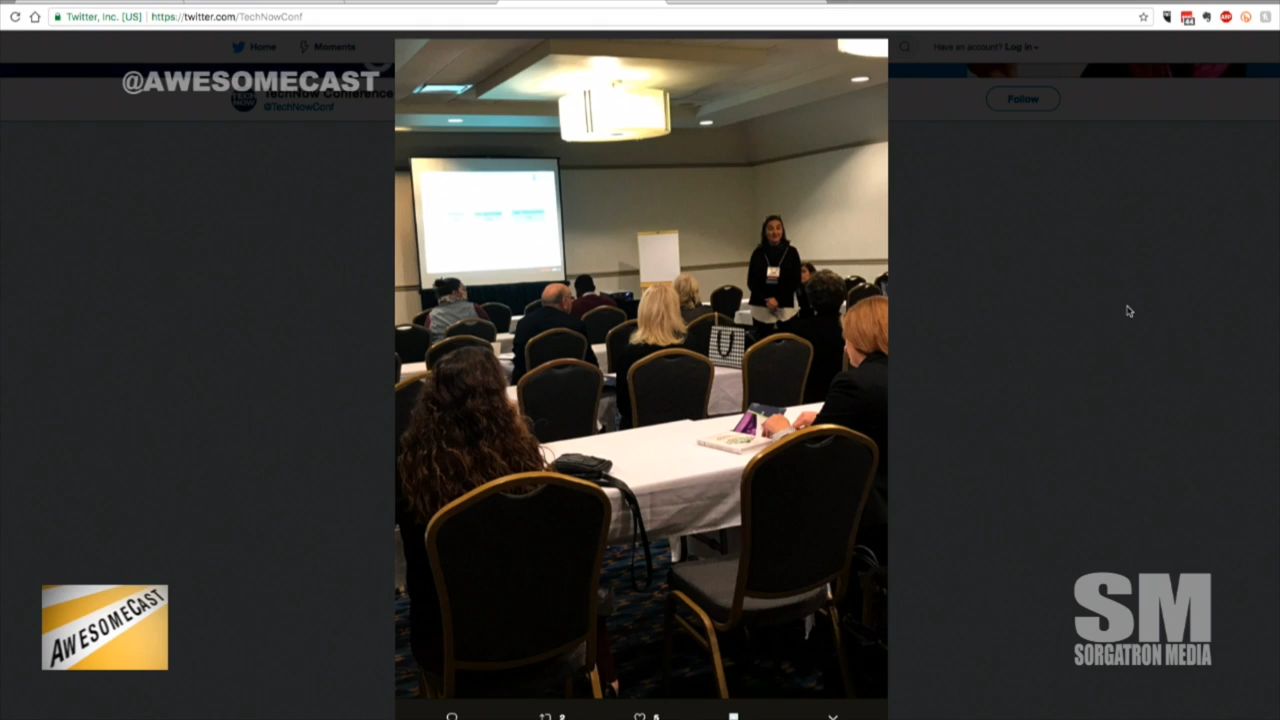 Twitter, Inc. [US] | https://twitter.com/TechNowConf
Home Moments Have an account? Log in
@AWESOMECAST
TechNow Conference
@TechNowConf
Follow
AWESOMECAST
SM
SORGATRON MEDIA
2